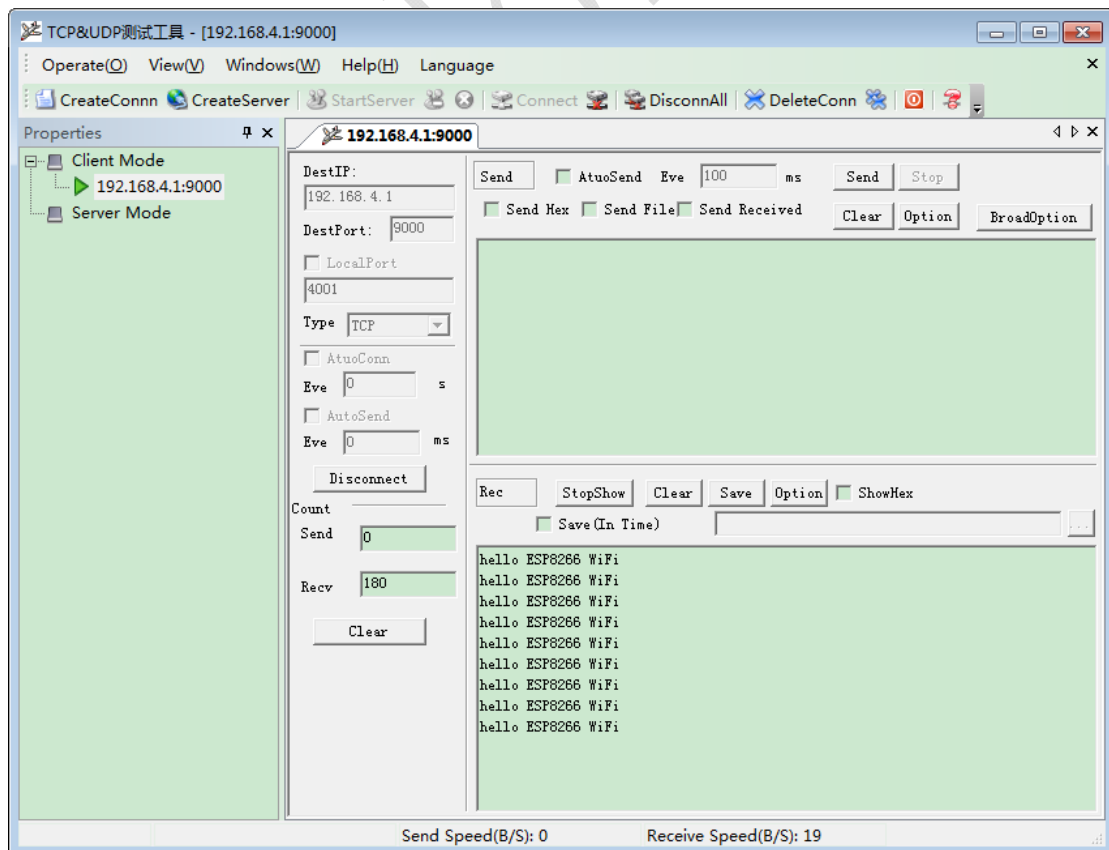 TCP&UDP测试工具 - [192.168.4.1:9000]
Operate(O) View(V) Windows(W) Help(H) Language
CreateConnn CreateServer StartServer Connect DisconnAll DeleteConn
Properties
Client Mode
192.168.4.1:9000
Server Mode
192.168.4.1:9000
DestIP:
192.168.4.1
DestPort: 9000
LocalPort
4001
Type TCP
AtuoConn
Eve 0 s
AutoSend
Eve 0 ms
Disconnect
Count
Send 0
Recv 180
Clear
Send AtuoSend Eve 100 ms Send Stop
Send Hex Send File Send Received Clear Option BroadOption
Rec StopShow Clear Save Option ShowHex
Save(In Time) ...
hello ESP8266 WiFi
hello ESP8266 WiFi
hello ESP8266 WiFi
hello ESP8266 WiFi
hello ESP8266 WiFi
hello ESP8266 WiFi
hello ESP8266 WiFi
hello ESP8266 WiFi
hello ESP8266 WiFi
Send Speed(B/S): 0 Receive Speed(B/S): 19